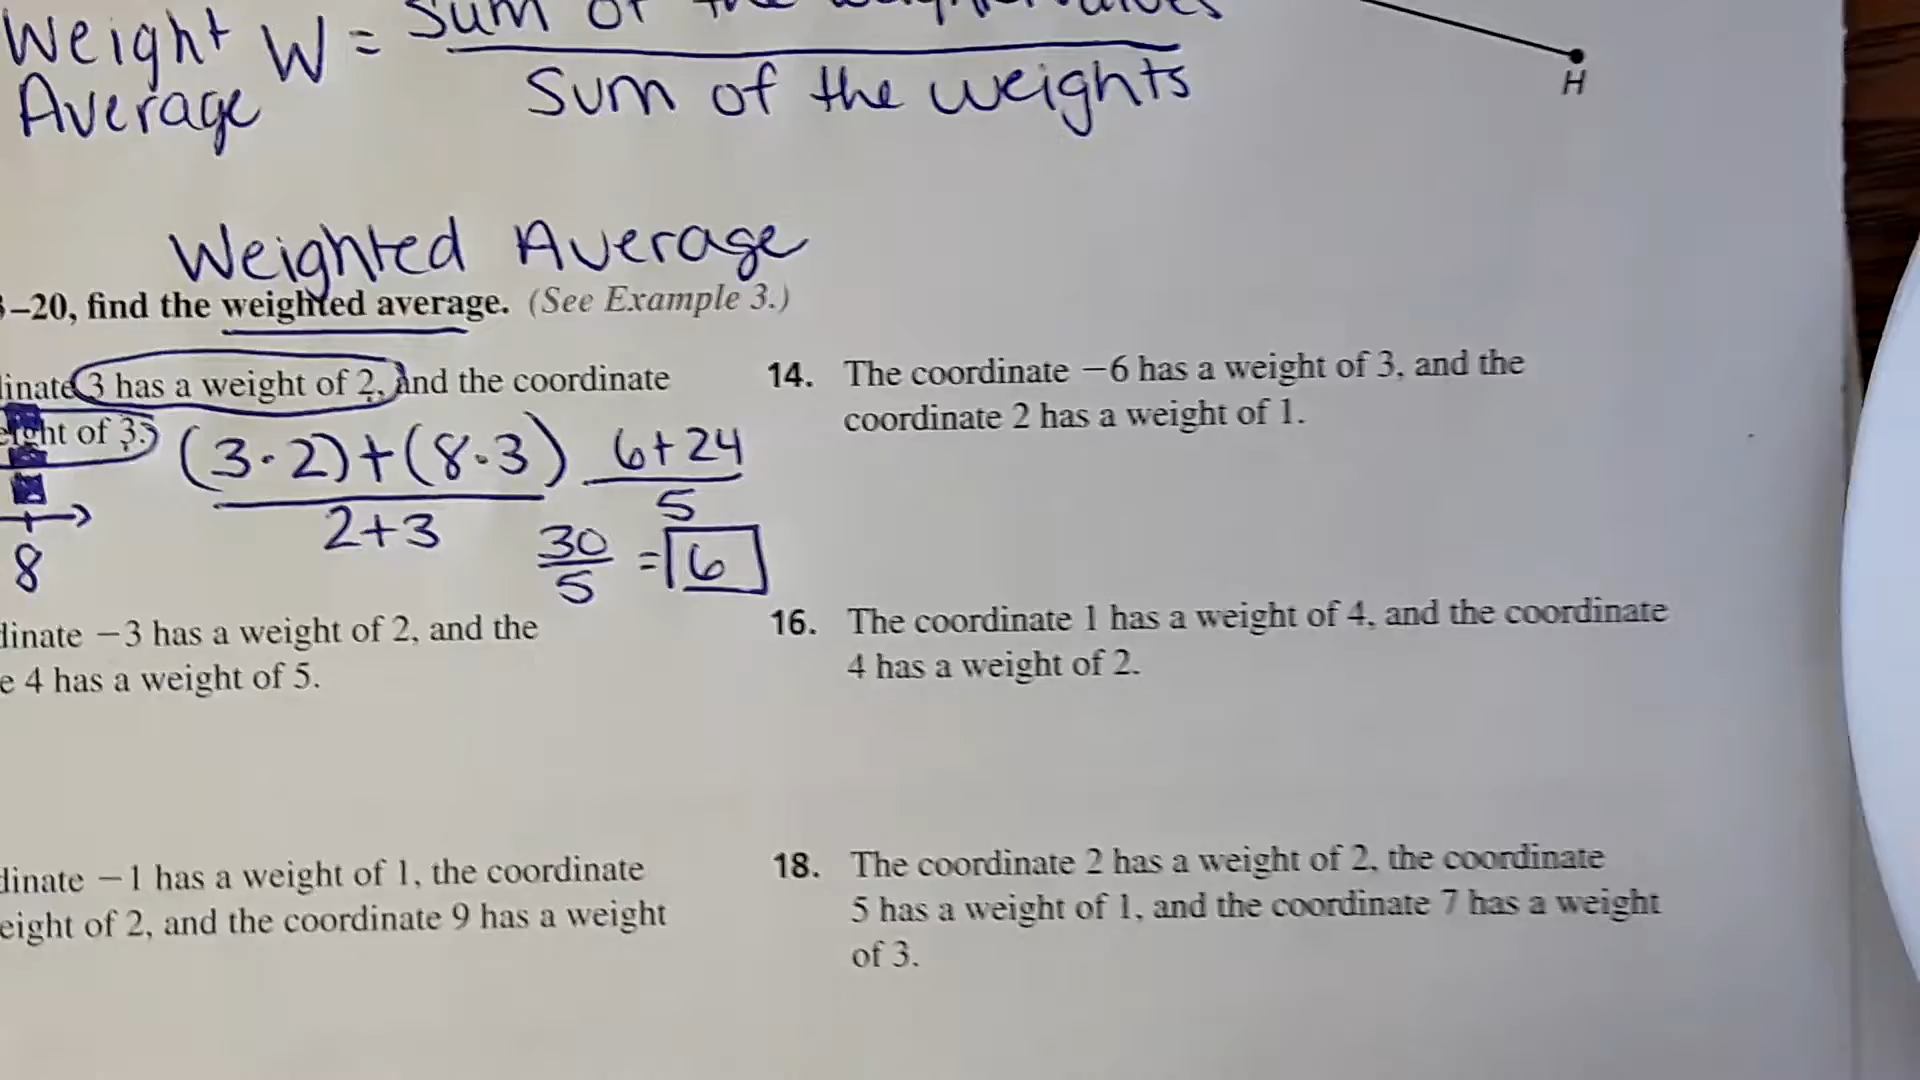 Weight W = Sum of the weighted values
Average Sum of the weights
H
Weighted Average
–20, find the weighted average. (See Example 3.)
dinate 3 has a weight of 2, and the coordinate
eight of 3.
(3·2)+(8·3) 6+24
2+3 5
30 = 6
5
8
14. The coordinate −6 has a weight of 3, and the
coordinate 2 has a weight of 1.
dinate −3 has a weight of 2, and the
e 4 has a weight of 5.
16. The coordinate 1 has a weight of 4, and the coordinate
4 has a weight of 2.
dinate −1 has a weight of 1, the coordinate
eight of 2, and the coordinate 9 has a weight
18. The coordinate 2 has a weight of 2, the coordinate
5 has a weight of 1, and the coordinate 7 has a weight
of 3.